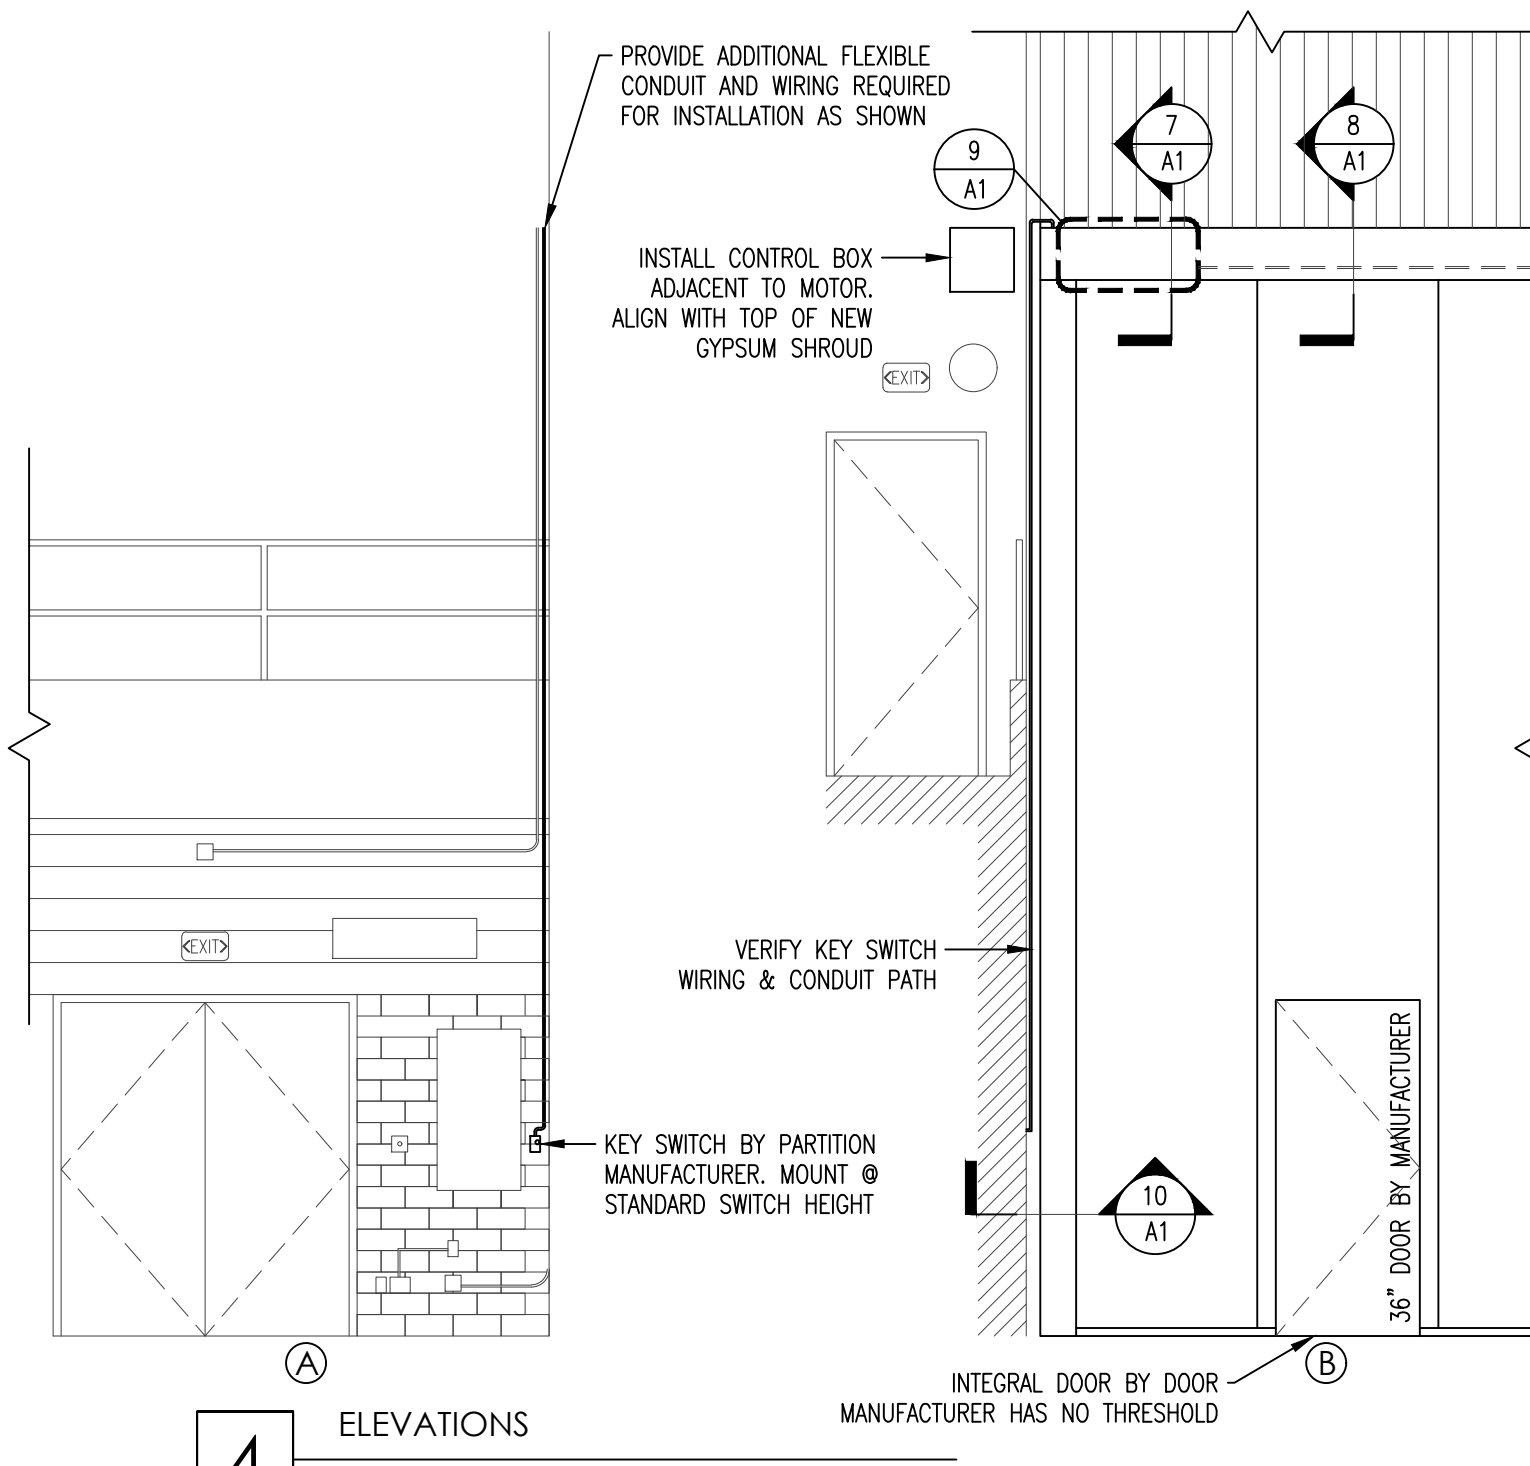 PROVIDE ADDITIONAL FLEXIBLE
CONDUIT AND WIRING REQUIRED
FOR INSTALLATION AS SHOWN
9
A1
7
A1
8
A1
INSTALL CONTROL BOX
ADJACENT TO MOTOR.
ALIGN WITH TOP OF NEW
GYPSUM SHROUD
<EXIT>
<EXIT>
VERIFY KEY SWITCH
WIRING & CONDUIT PATH
KEY SWITCH BY PARTITION
MANUFACTURER. MOUNT @
STANDARD SWITCH HEIGHT
10
A1
36" DOOR BY MANUFACTURER
A
B
INTEGRAL DOOR BY DOOR
MANUFACTURER HAS NO THRESHOLD
4
ELEVATIONS